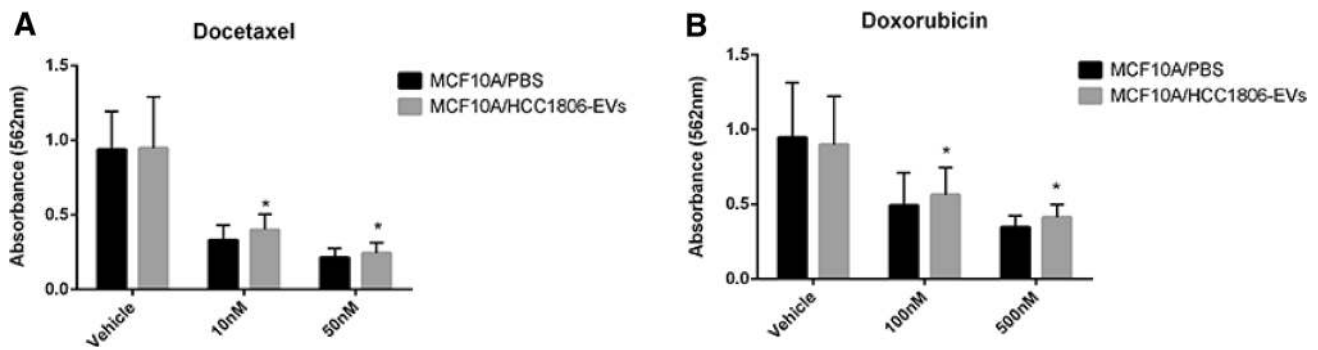 A
Docetaxel
Absorbance (562nm)
1.5
1.0
0.5
0.0
MCF10A/PBS
MCF10A/HCC1806-EVs
*
*
Vehicle
10nM
50nM
B
Doxorubicin
Absorbance (562nm)
1.5
1.0
0.5
0.0
MCF10A/PBS
MCF10A/HCC1806-EVs
*
*
Vehicle
100nM
500nM